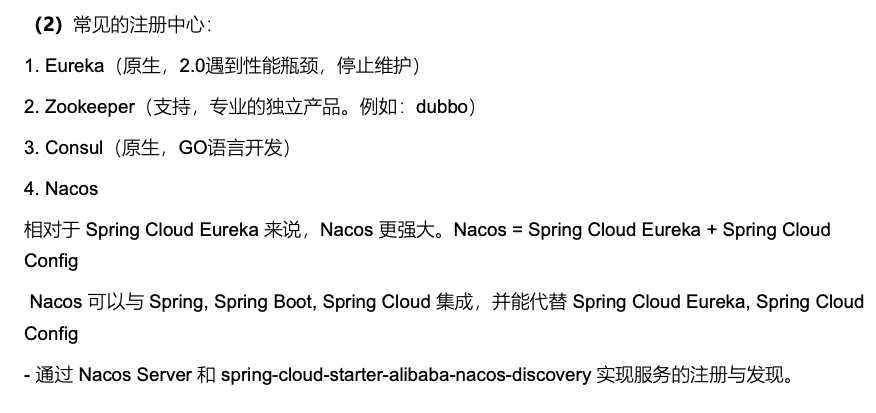 （2）常见的注册中心：
1. Eureka（原生，2.0遇到性能瓶颈，停止维护）
2. Zookeeper（支持，专业的独立产品。例如：dubbo）
3. Consul（原生，GO语言开发）
4. Nacos
相对于 Spring Cloud Eureka 来说，Nacos 更强大。Nacos = Spring Cloud Eureka + Spring Cloud
Config
Nacos 可以与 Spring, Spring Boot, Spring Cloud 集成，并能代替 Spring Cloud Eureka, Spring Cloud
Config
- 通过 Nacos Server 和 spring-cloud-starter-alibaba-nacos-discovery 实现服务的注册与发现。